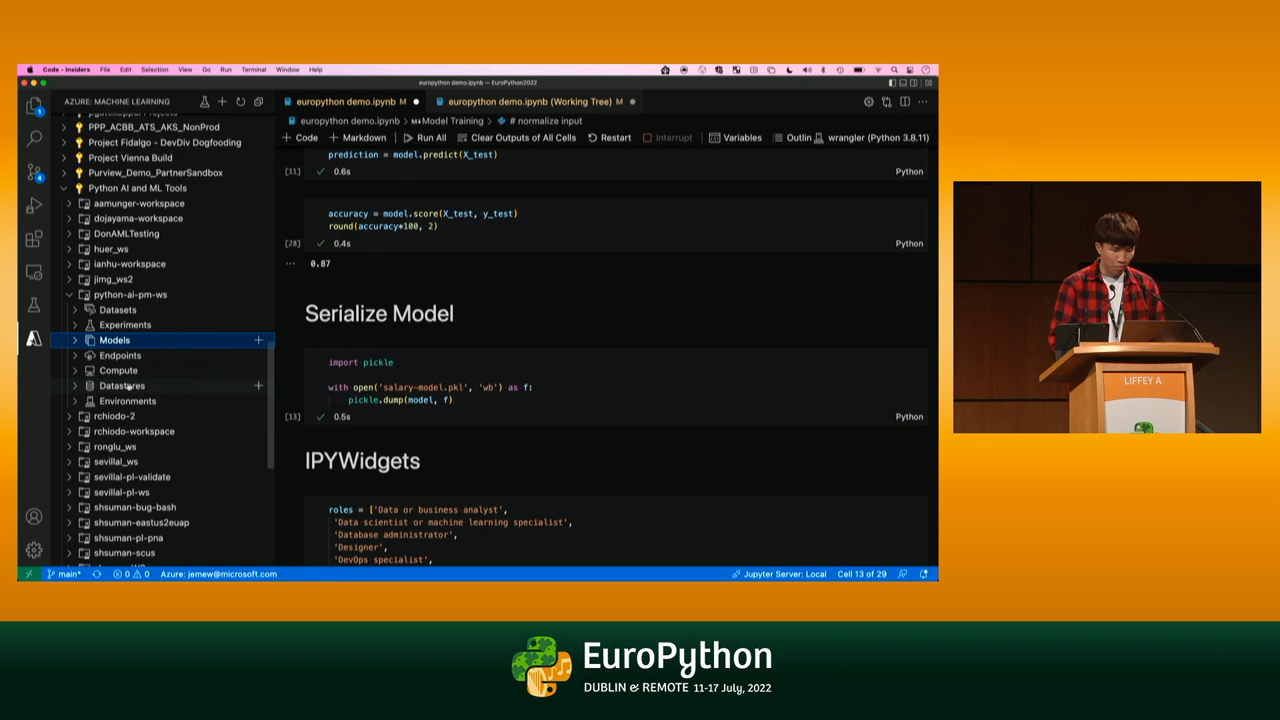 Code - Insiders File Edit Selection View Go Run Terminal Window Help
europython demo.ipynb — EuroPython2022
AZURE: MACHINE LEARNING
PPP_ACBB_ATS_AKS_NonProd
Project Fidalgo - DevDiv Dogfooding
Project Vienna Build
Purview_Demo_PartnerSandbox
Python AI and ML Tools
aamunger-workspace
dojayama-workspace
DonAMLTesting
huer_ws
ianhu-workspace
jimg_ws2
python-ai-pm-ws
Datasets
Experiments
Models
Endpoints
Compute
Datastores
Environments
rchiodo-2
rchiodo-workspace
ronglu_ws
sevillal_ws
sevillal-pl-validate
sevillal-pl-ws
shsuman-bug-bash
shsuman-eastus2euap
shsuman-pl-pna
shsuman-scus
europython demo.ipynb M
europython demo.ipynb (Working Tree) M
europython demo.ipynb > Model Training > # normalize input
+ Code + Markdown Run All Clear Outputs of All Cells Restart Interrupt Variables Outlin wrangler (Python 3.8.11)
prediction = model.predict(X_test)
[11] 0.6s Python
accuracy = model.score(X_test, y_test)
round(accuracy*100, 2)
[28] 0.4s Python
0.87
Serialize Model
import pickle
with open('salary-model.pkl', 'wb') as f:
pickle.dump(model, f)
[13] 0.5s Python
IPYWidgets
roles = ['Data or business analyst',
'Data scientist or machine learning specialist',
'Database administrator',
'Designer',
'DevOps specialist',
main* 0 0 Azure: jemew@microsoft.com Jupyter Server: Local Cell 13 of 29
LIFFEY A
EuroPython
DUBLIN & REMOTE 11-17 July, 2022